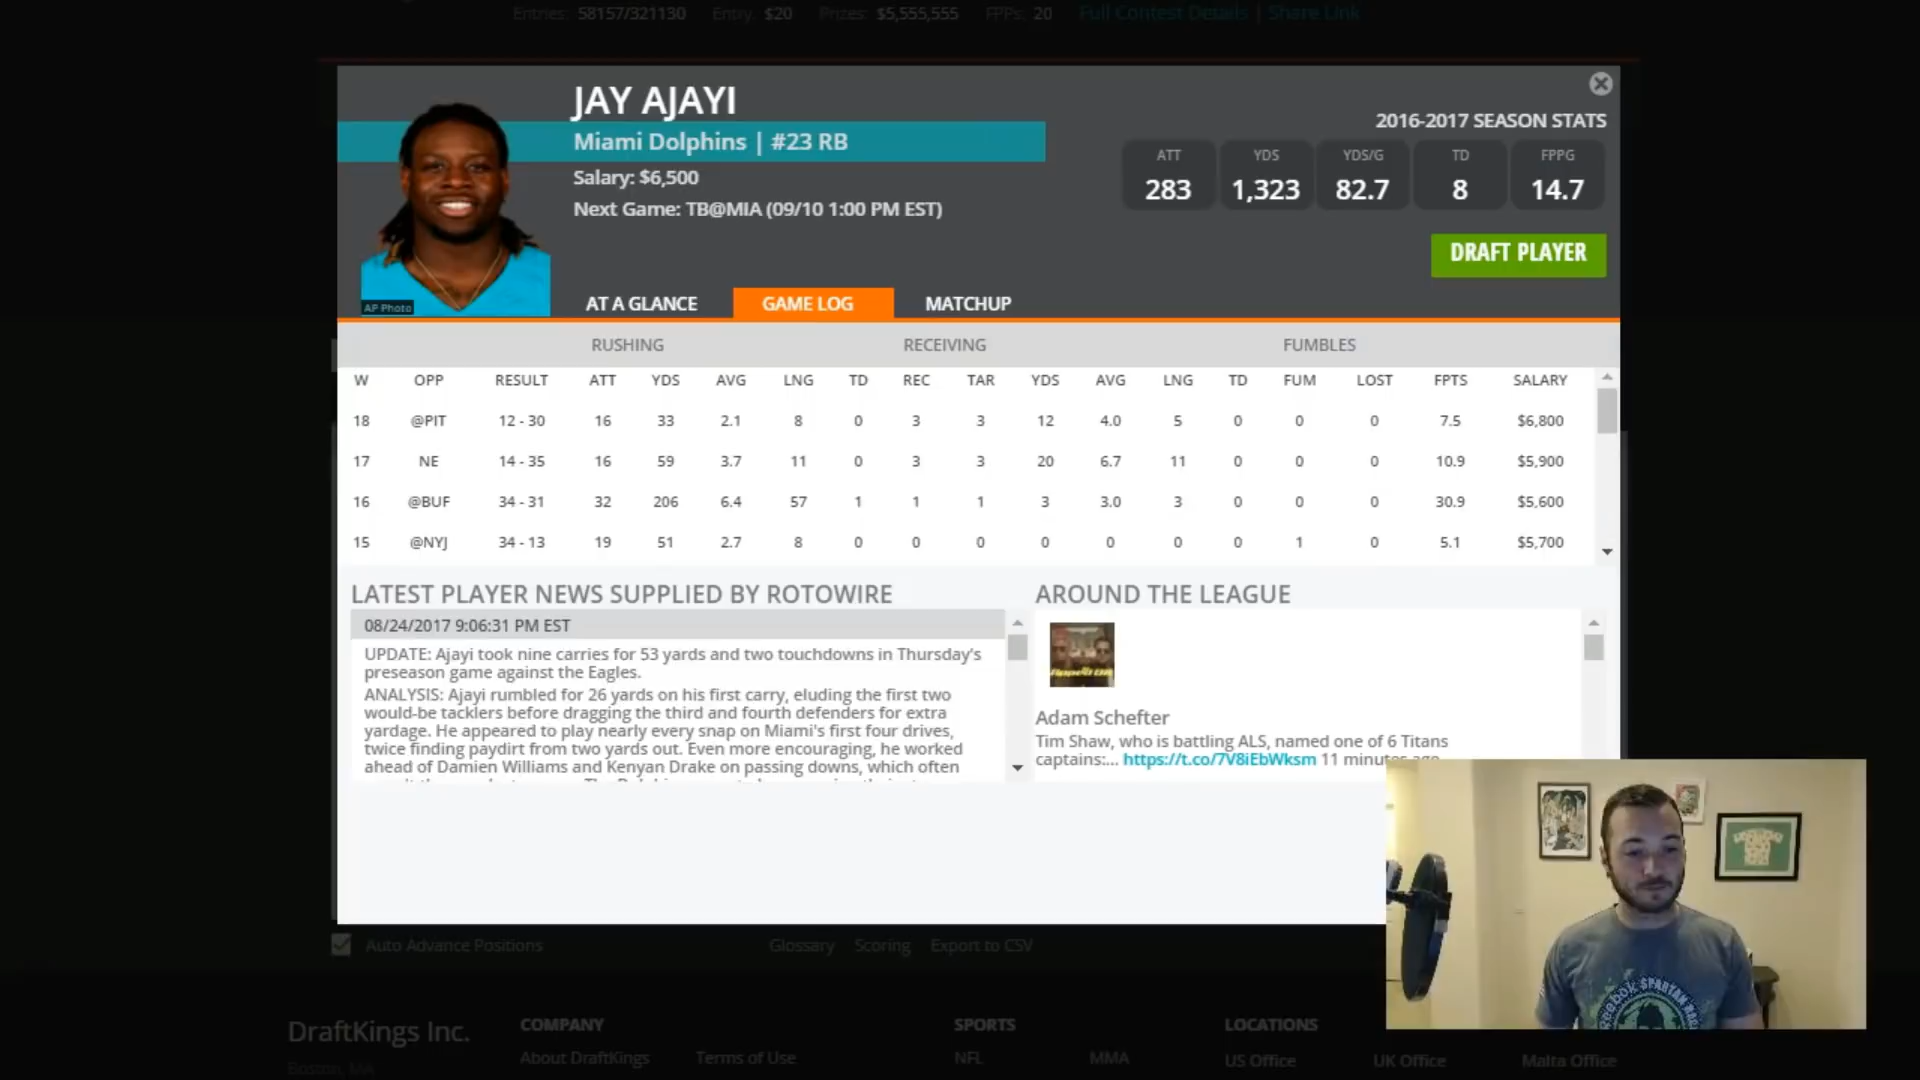 Entries: 58157/321130 Entry: $20 Prizes: $5,555,555 FPPs: 20 Full Contest Details | Share Link
JAY AJAYI
Miami Dolphins | #23 RB
Salary: $6,500
Next Game: TB@MIA (09/10 1:00 PM EST)
AP Photo
2016-2017 SEASON STATS
ATT YDS YDS/G TD FPPG
283 1,323 82.7 8 14.7
DRAFT PLAYER
AT A GLANCE GAME LOG MATCHUP
RUSHING RECEIVING FUMBLES
W OPP RESULT ATT YDS AVG LNG TD REC TAR YDS AVG LNG TD FUM LOST FPTS SALARY
18 @PIT 12 - 30 16 33 2.1 8 0 3 3 12 4.0 5 0 0 0 7.5 $6,800
17 NE 14 - 35 16 59 3.7 11 0 3 3 20 6.7 11 0 0 0 10.9 $5,900
16 @BUF 34 - 31 32 206 6.4 57 1 1 1 3 3.0 3 0 0 0 30.9 $5,600
15 @NYJ 34 - 13 19 51 2.7 8 0 0 0 0 0 0 0 1 0 5.1 $5,700
LATEST PLAYER NEWS SUPPLIED BY ROTOWIRE
08/24/2017 9:06:31 PM EST
UPDATE: Ajayi took nine carries for 53 yards and two touchdowns in Thursday's
preseason game against the Eagles.
ANALYSIS: Ajayi rumbled for 26 yards on his first carry, eluding the first two
would-be tacklers before dragging the third and fourth defenders for extra
yardage. He appeared to play nearly every snap on Miami's first four drives,
twice finding paydirt from two yards out. Even more encouraging, he worked
ahead of Damien Williams and Kenyan Drake on passing downs, which often
AROUND THE LEAGUE
Adam Schefter
Tim Shaw, who is battling ALS, named one of 6 Titans
captains:... https://t.co/7V8iEbWksm 11 minutes ago
Auto Advance Positions
Glossary Scoring Export to CSV
Reebok SPARTAN RACE
DraftKings Inc.
Boston, MA
COMPANY
About DraftKings Terms of Use
SPORTS
NFL MMA
LOCATIONS
US Office UK Office Malta Office